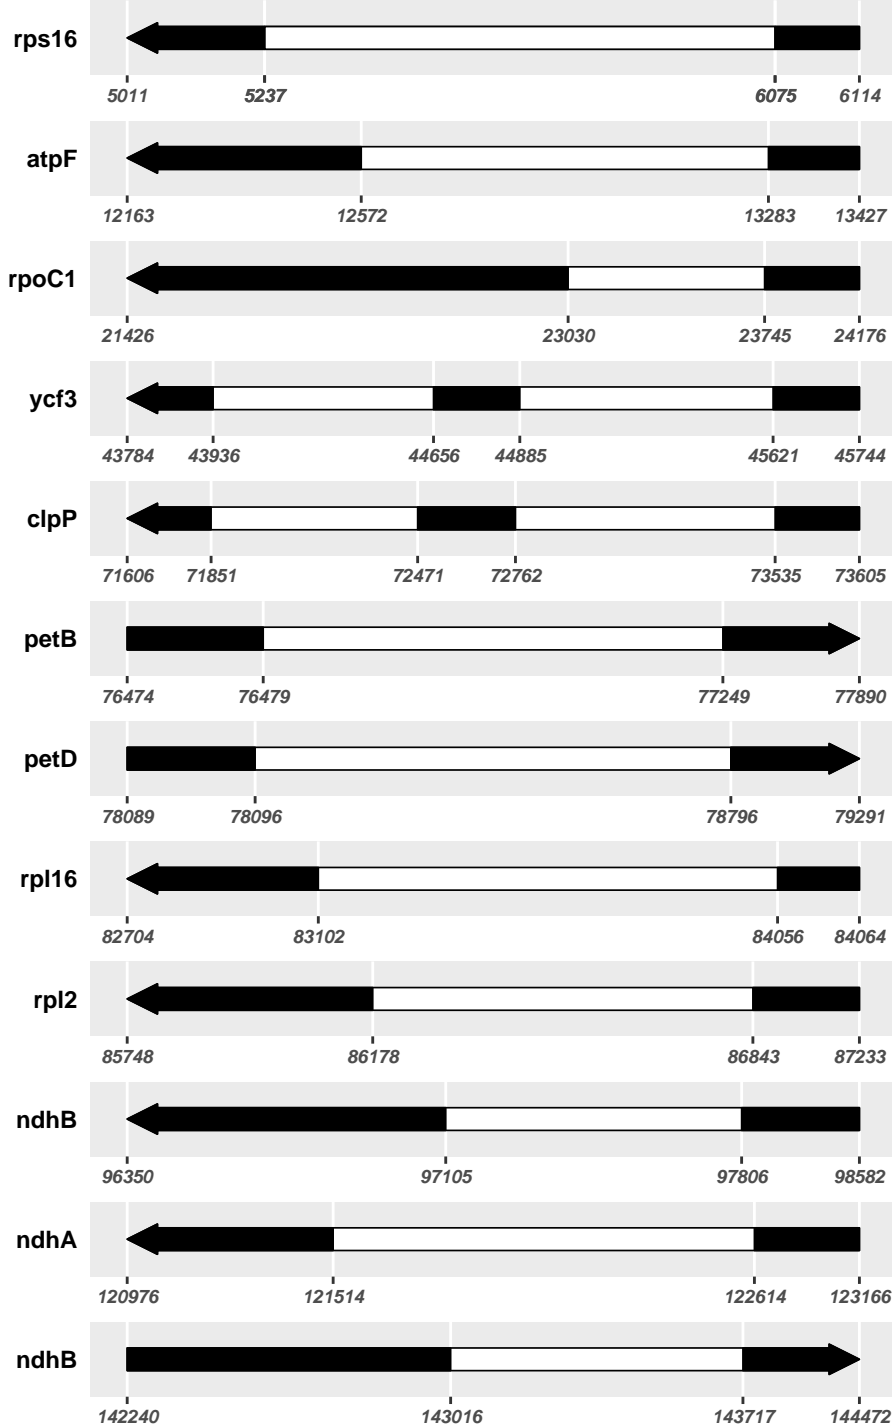 rps16
5011 5237 6075 6114
atpF
12163 12572 13283 13427
rpoC1
21426 23030 23745 24176
ycf3
43784 43936 44656 44885 45621 45744
clpP
71606 71851 72471 72762 73535 73605
petB
76474 76479 77249 77890
petD
78089 78096 78796 79291
rpl16
82704 83102 84056 84064
rpl2
85748 86178 86843 87233
ndhB
96350 97105 97806 98582
ndhA
120976 121514 122614 123166
ndhB
142240 143016 143717 144472